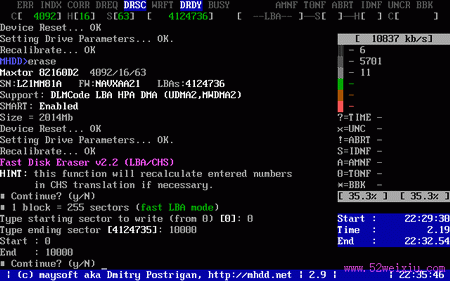 ERR INDX CORR DREQ DRSC WRFT DRDY BUSY AMNF T0NF ABRT IDNF UNCR BBK
C[ 4092] H[16] S[63] [ 4124736] [ --LBA-- ] S[---]H[ ] C[ ]
Device Reset... OK
Setting Drive Parameters... OK
Recalibrate... OK
MHDD>erase
Maxtor 82160D2 4092/16/63
SN:L21MM81A FW:NAVXAA21 LBAs:4124736
Support: DLMCode LBA HPA DMA (UDMA2,MWDMA2)
SMART: Enabled
Size = 2014Mb
Device Reset... OK
Setting Drive Parameters... OK
Recalibrate... OK
Fast Disk Eraser v2.2 (LBA/CHS)
HINT: this function will recalculate entered numbers
in CHS translation if necessary.
Continue? (y/N)
1 block = 255 sectors (fast LBA mode)
Type starting sector to write (from 0) [0]: 0
Type ending sector [4124735]: 10000
Start : 0
End : 10000
Continue? (y/N) _
[ 10837 kb/s]
- 6
- 5701
- 11
-
-
-
?=TIME -
×=UNC -
!=ABRT -
S=IDNF -
A=AMNF -
0=T0NF -
*=BBK -
[ 35.3% ] [ 35.3% ]
Start : 22:29:30
Time : 2.19
End : 22:32.54
www.52weixiu.com
| (c) maysoft aka Dmitry Postrigan, http://mhdd.net | 2.9 | | 22:35:46